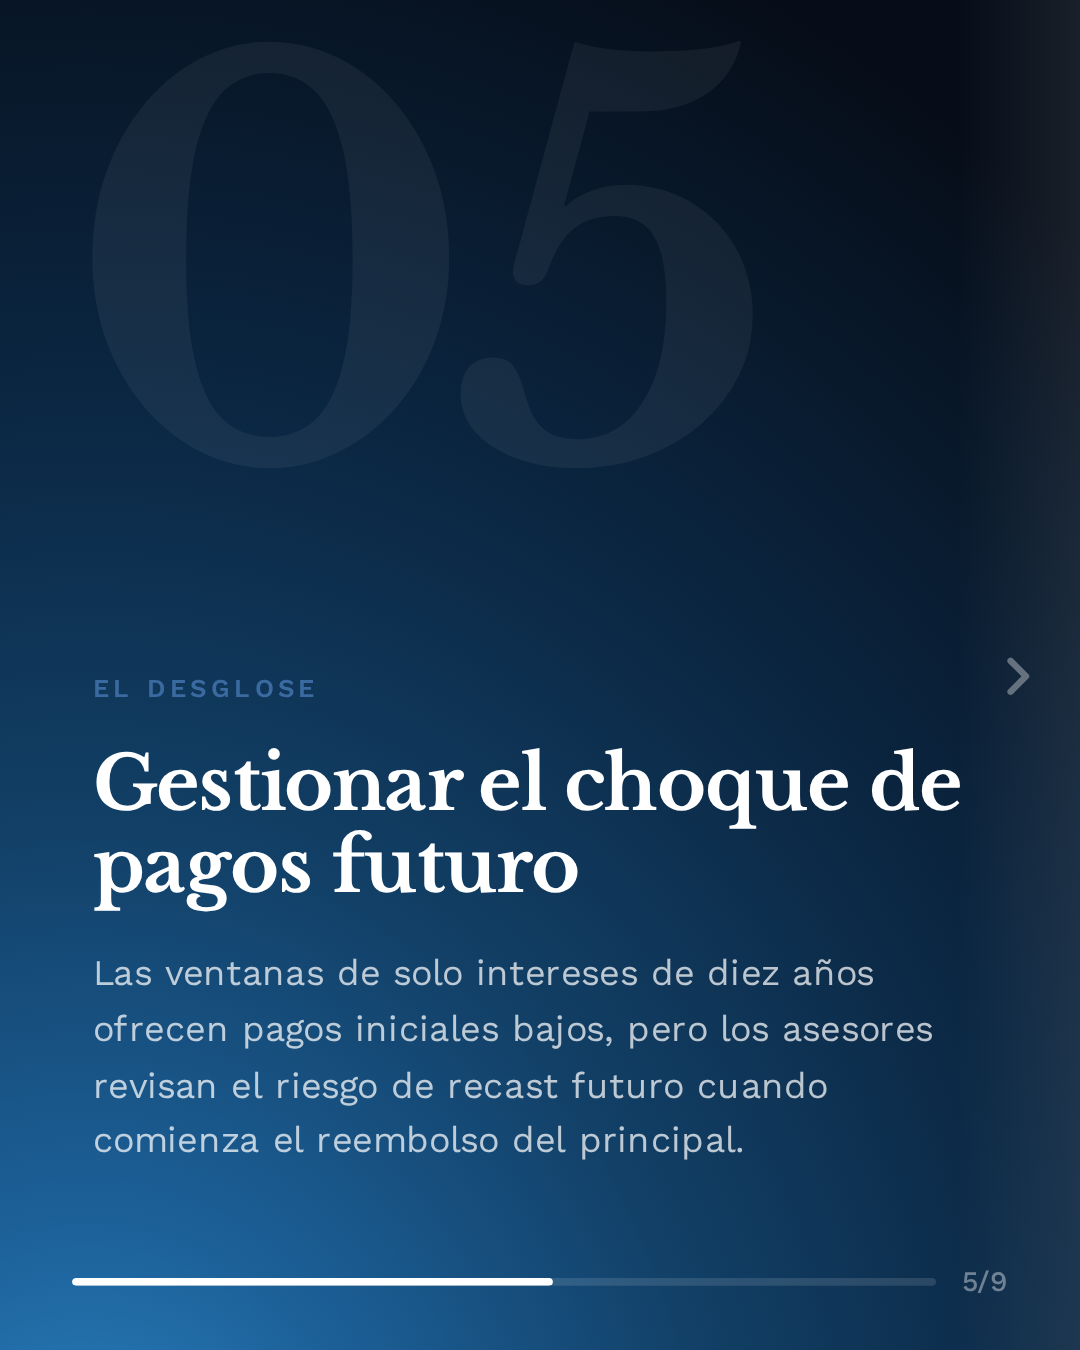 05
EL DESGLOSE
Gestionar el choque de
pagos futuro
Las ventanas de solo intereses de diez años
ofrecen pagos iniciales bajos, pero los asesores
revisan el riesgo de recast futuro cuando
comienza el reembolso del principal.
5/9